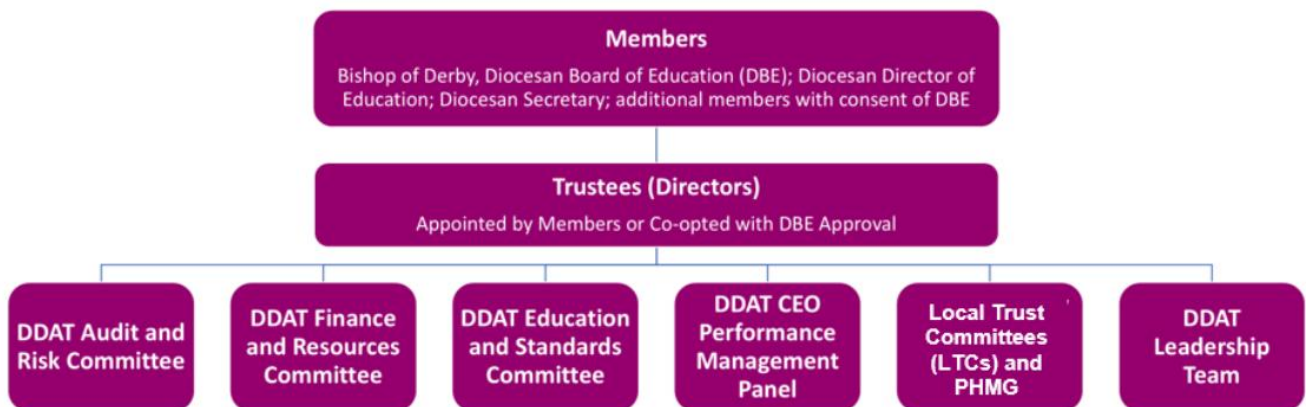 Members
Bishop of Derby, Diocesan Board of Education (DBE); Diocesan Director of
Education; Diocesan Secretary; additional members with consent of DBE
Trustees (Directors)
Appointed by Members or Co-opted with DBE Approval
DDAT Audit and
Risk Committee
DDAT Finance
and Resources
Committee
DDAT Education
and Standards
Committee
DDAT CEO
Performance
Management
Panel
Local Trust
Committees
(LTCs) and
PHMG
DDAT
Leadership
Team